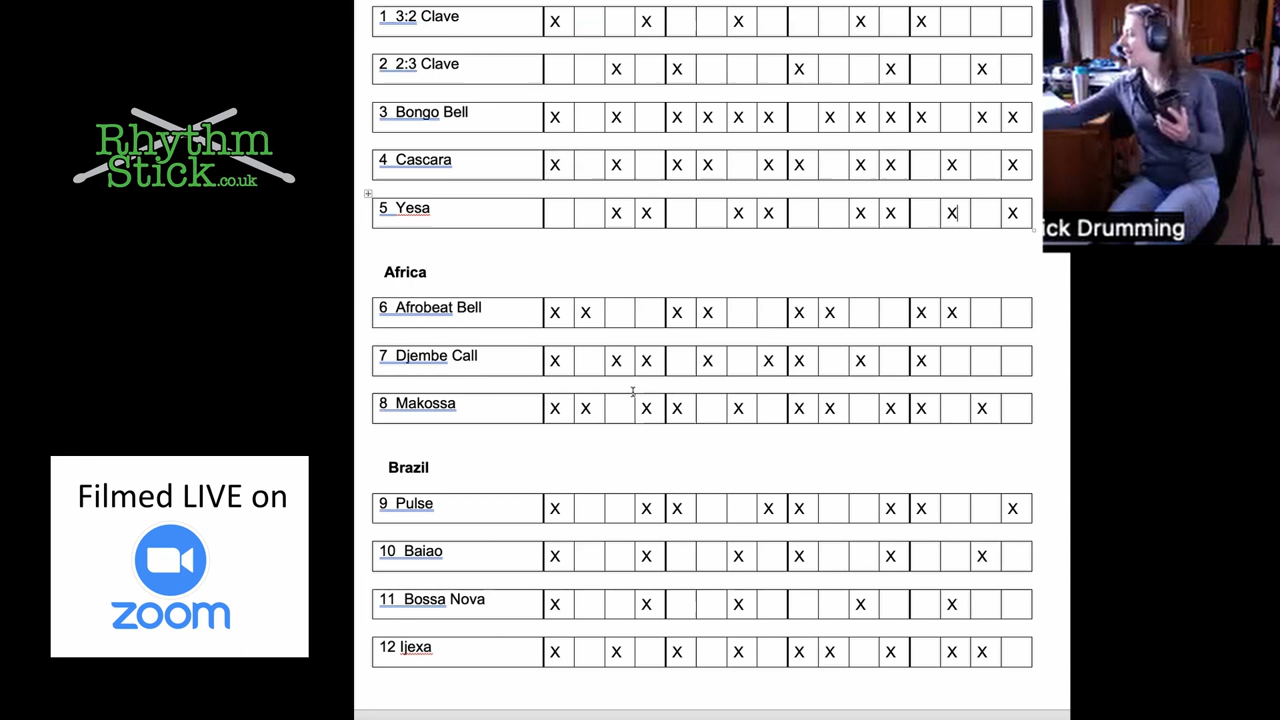 1 3:2 Clave x x x x x
2 2:3 Clave x x x x x
3 Bongo Bell x x x x x x x x x x x x
4 Cascara x x x x x x x x x x
5 Yesa x x x x x x x x
Africa
6 Afrobeat Bell x x x x x x x x
7 Djembe Call x x x x x x x x
8 Makossa x x x x x x x x x x
Brazil
9 Pulse x x x x x x x x
10 Baiao x x x x x x
11 Bossa Nova x x x x x
12 Ijexa x x x x x x x x x
Rhythm
Stick.co.uk
Filmed LIVE on
zoom
ick Drumming